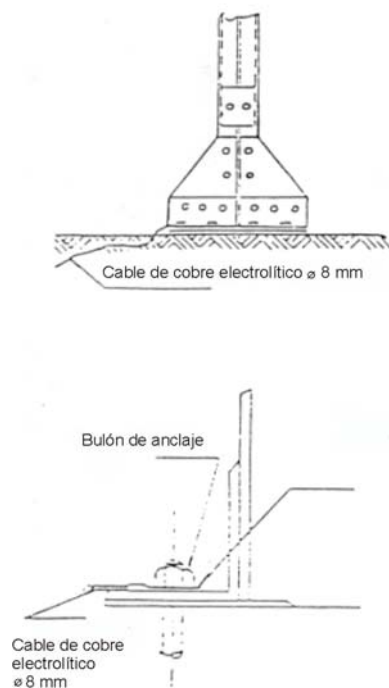 Cable de cobre electrolítico ø 8 mm
Bulón de anclaje
Cable de cobre
electrolítico
ø 8 mm